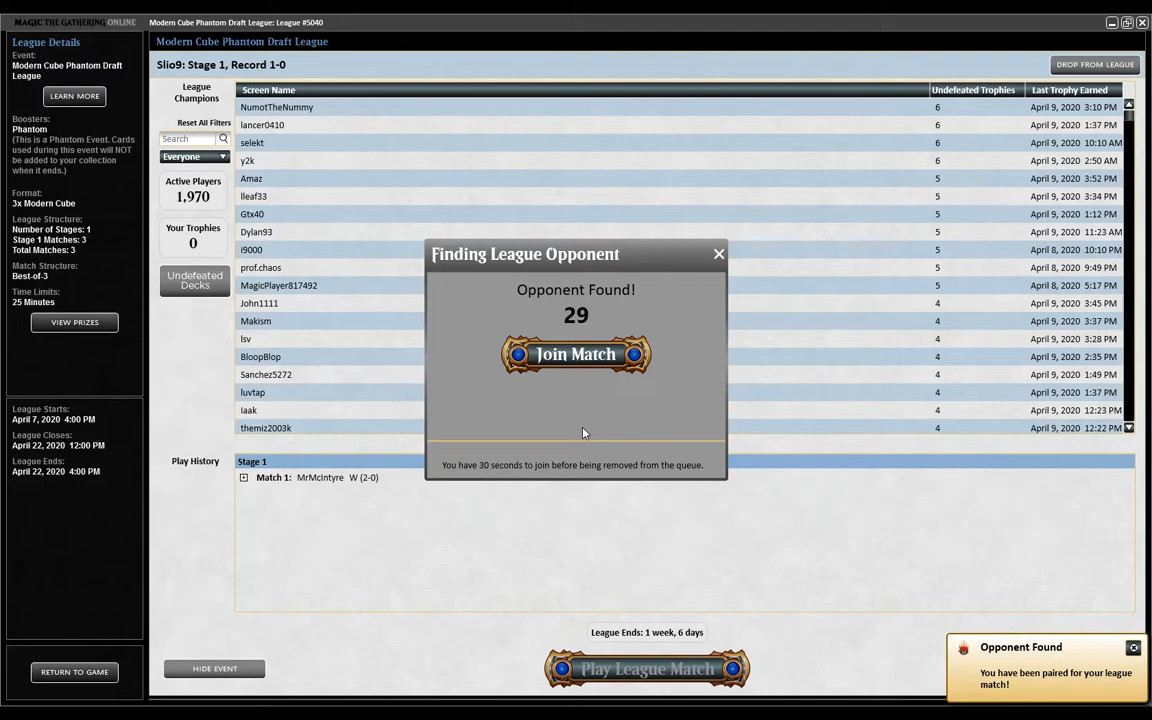 MAGIC THE GATHERING ONLINE
Modern Cube Phantom Draft League: League #5040
League Details
Event:
Modern Cube Phantom Draft
League
LEARN MORE
Boosters:
Phantom
(This is a Phantom Event. Cards
used during this event will NOT
be added to your collection
when it ends.)
Format:
3x Modern Cube
League Structure:
Number of Stages: 1
Stage 1 Matches: 3
Total Matches: 3
Match Structure:
Best-of-3
Time Limits:
25 Minutes
VIEW PRIZES
League Starts:
April 7, 2020 4:00 PM
League Closes:
April 22, 2020 12:00 PM
League Ends:
April 22, 2020 4:00 PM
RETURN TO GAME
Modern Cube Phantom Draft League
Slio9: Stage 1, Record 1-0
DROP FROM LEAGUE
League
Champions
Reset All Filters
Search
Everyone
Active Players
1,970
Your Trophies
0
Undefeated
Decks
Screen Name Undefeated Trophies Last Trophy Earned
NumotTheNummy 6 April 9, 2020 3:10 PM
lancer0410 6 April 9, 2020 1:37 PM
selekt 6 April 9, 2020 10:10 AM
y2k 6 April 9, 2020 2:50 AM
Amaz 5 April 9, 2020 3:52 PM
lleaf33 5 April 9, 2020 3:34 PM
Gtx40 5 April 9, 2020 1:12 PM
Dylan93 5 April 9, 2020 11:23 AM
i9000 5 April 8, 2020 10:10 PM
prof.chaos 5 April 8, 2020 9:49 PM
MagicPlayer817492 5 April 8, 2020 5:17 PM
John1111 4 April 9, 2020 3:45 PM
Makism 4 April 9, 2020 3:37 PM
lsv 4 April 9, 2020 3:28 PM
BloopBlop 4 April 9, 2020 2:35 PM
Sanchez5272 4 April 9, 2020 1:49 PM
luvtap 4 April 9, 2020 1:37 PM
Iaak 4 April 9, 2020 12:23 PM
themiz2003k 4 April 9, 2020 12:22 PM
Finding League Opponent
Opponent Found!
29
Join Match
You have 30 seconds to join before being removed from the queue.
Play History
Stage 1
Match 1: MrMcIntyre W (2-0)
League Ends: 1 week, 6 days
HIDE EVENT
Play League Match
Opponent Found
You have been paired for your league
match!